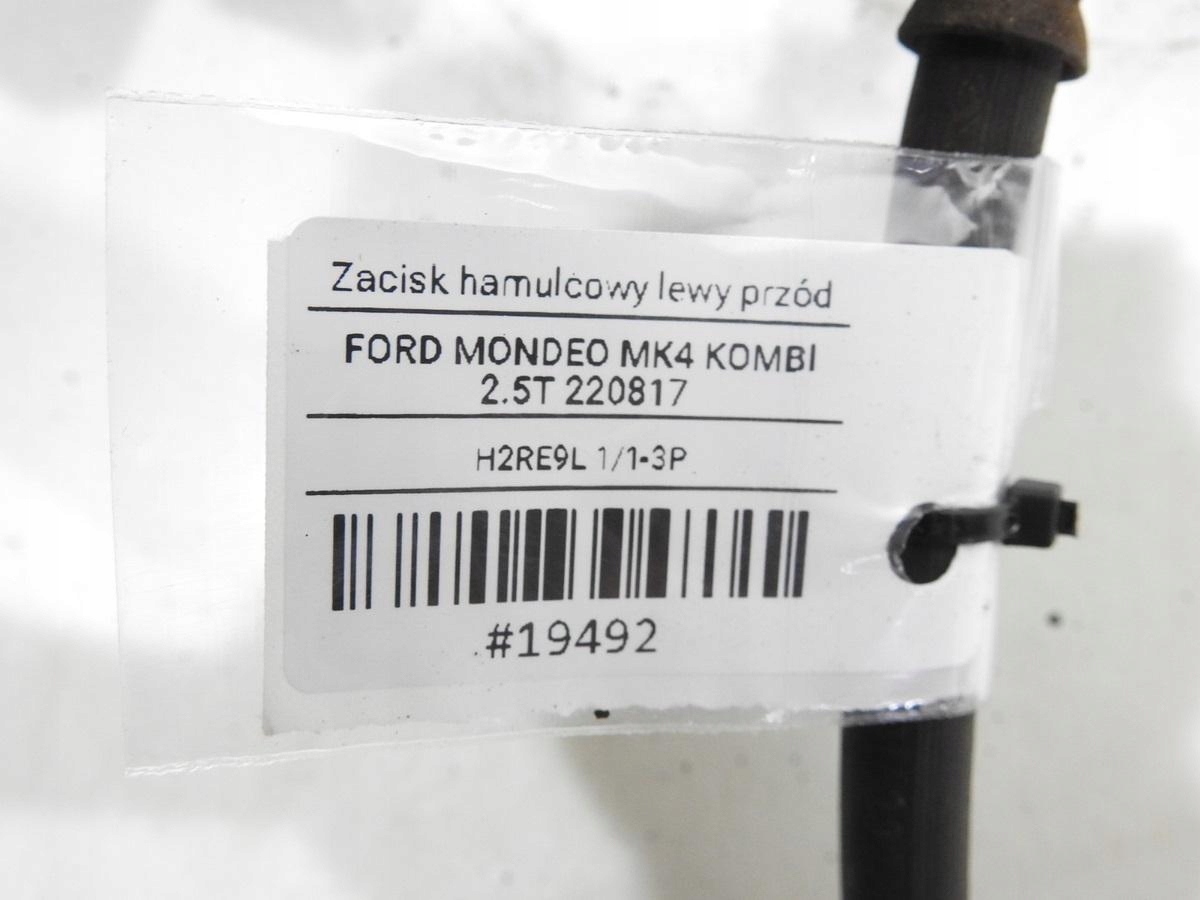 Zacisk hamulcowy lewy przód
FORD MONDEO MK4 KOMBI
2.5T 220817
H2RE9L 1/1-3P
#19492